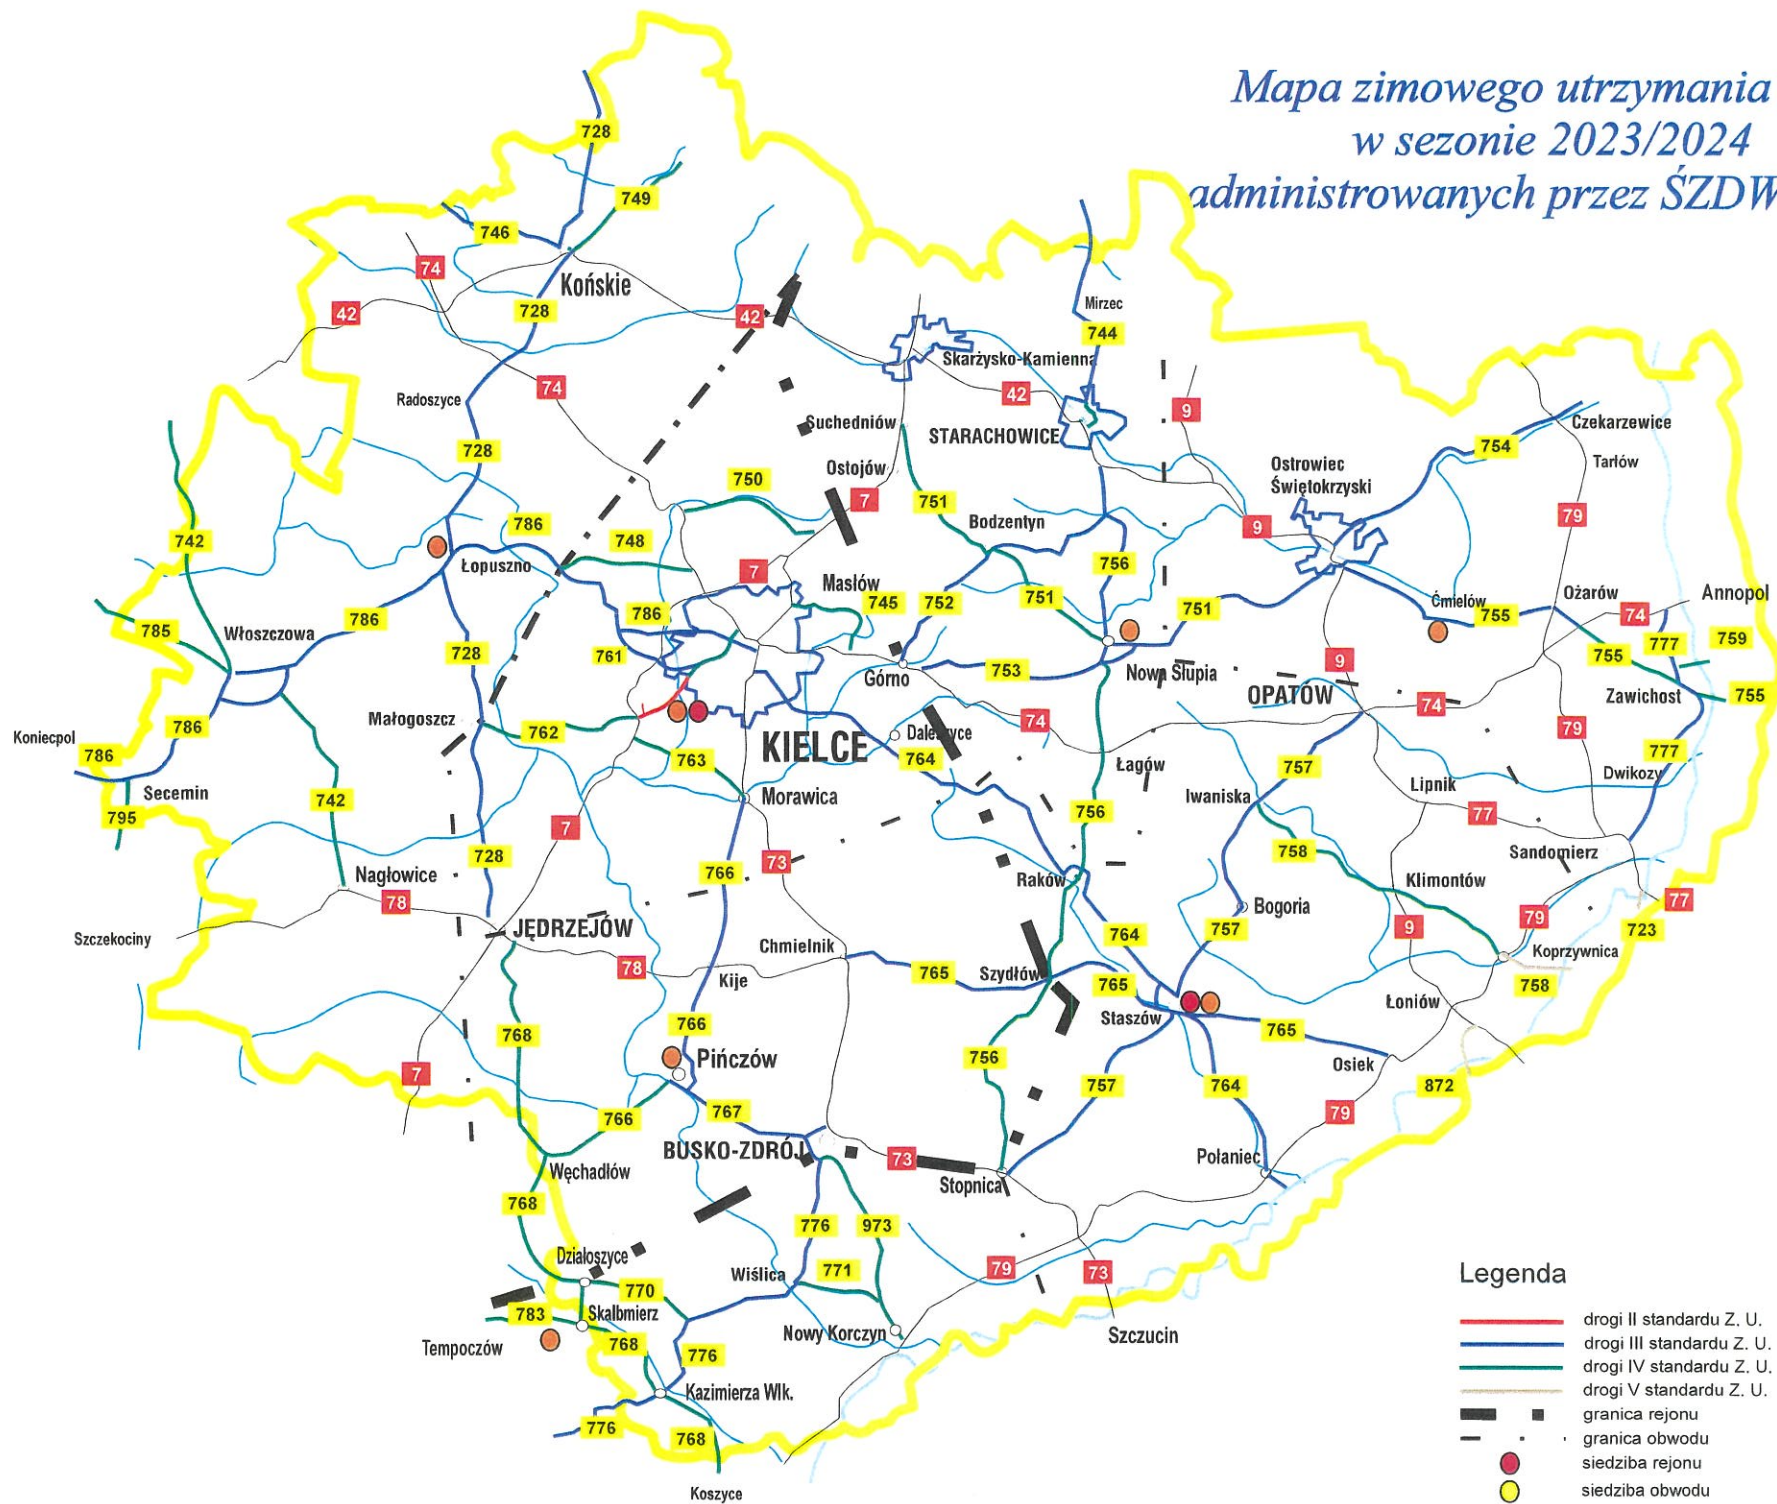 Mapa zimowego utrzymania
w sezonie 2023/2024
administrowanych przez ŚZDW
728
749
746
74
Końskie
42
728
42
Mirzec
744
Skarżysko-Kamienna
74
Radoszyce
42
9
Suchedniów
STARACHOWICE
Czekarzewice
728
754
Ostojów
Ostrowiec
Świętokrzyski
Tarłów
750
7
751
79
786
Bodzentyn
9
742
748
Łopuszno
7
Masłów
756
745
752
751
751
Ćmielów
755
Ożarów
74
Annopol
786
786
785
Włoszczowa
777
759
728
761
753
Górno
Nowa Słupia
9
755
OPATÓW
Zawichost
755
74
Małogoszcz
786
762
74
79
Koniecpol
786
KIELCE
Daleszyce
763
764
Łagów
757
777
Dwikozy
Secemin
742
Morawica
Iwaniska
Lipnik
795
756
77
7
728
73
766
758
Sandomierz
Nagłowice
Raków
Klimontów
78
77
Bogoria
79
JĘDRZEJÓW
Szczekociny
Chmielnik
764
757
9
723
Koprzywnica
78
Kije
765
Szydłów
765
758
Łoniów
Staszów
768
766
765
Pińczów
756
Osiek
7
757
764
872
766
767
79
BUSKO-ZDRÓJ
73
Połaniec
Węchadłów
Stopnica
768
776
973
Działoszyce
Wiślica
771
79
73
Legenda
770
783
Skalbmierz
drogi II standardu Z. U.
Nowy Korczyn
Szczucin
768
Tempoczów
drogi III standardu Z. U.
776
drogi IV standardu Z. U.
Kazimierza Wlk.
drogi V standardu Z. U.
776
768
granica rejonu
granica obwodu
siedziba rejonu
Koszyce
siedziba obwodu